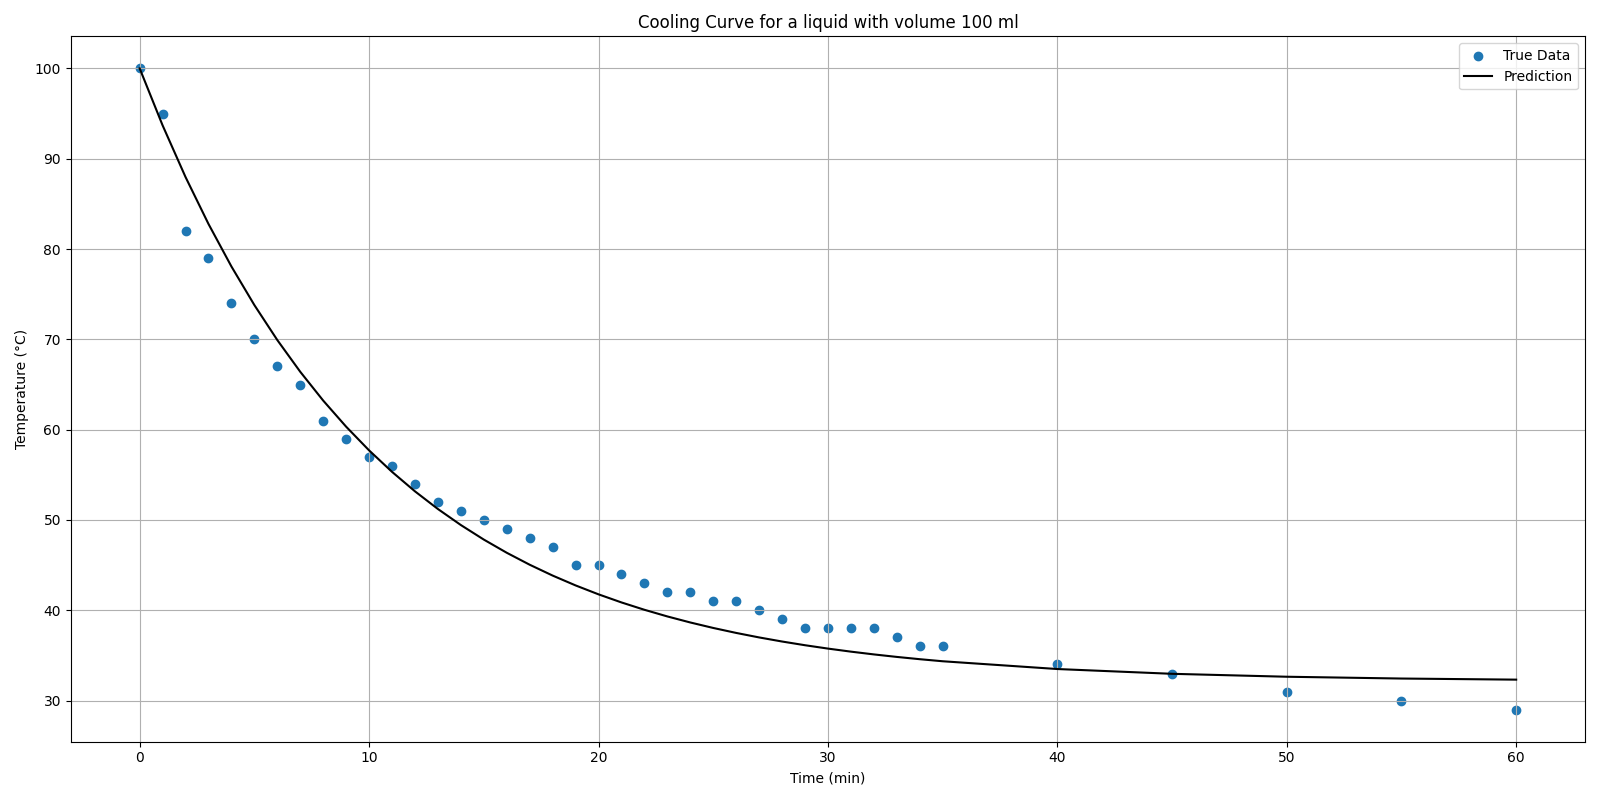 Cooling Curve for a liquid with volume 100 ml
True Data
Prediction
100
90
80
70
60
50
40
30
Temperature (°C)
0 10 20 30 40 50 60
Time (min)